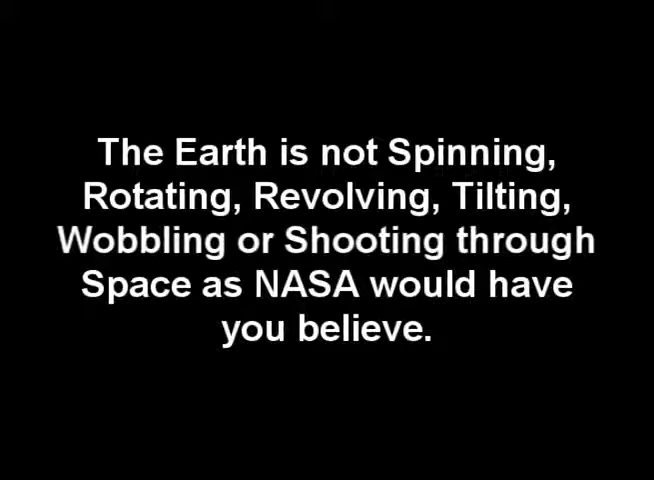 The Earth is not Spinning,
Rotating, Revolving, Tilting,
Wobbling or Shooting through
Space as NASA would have
you believe.